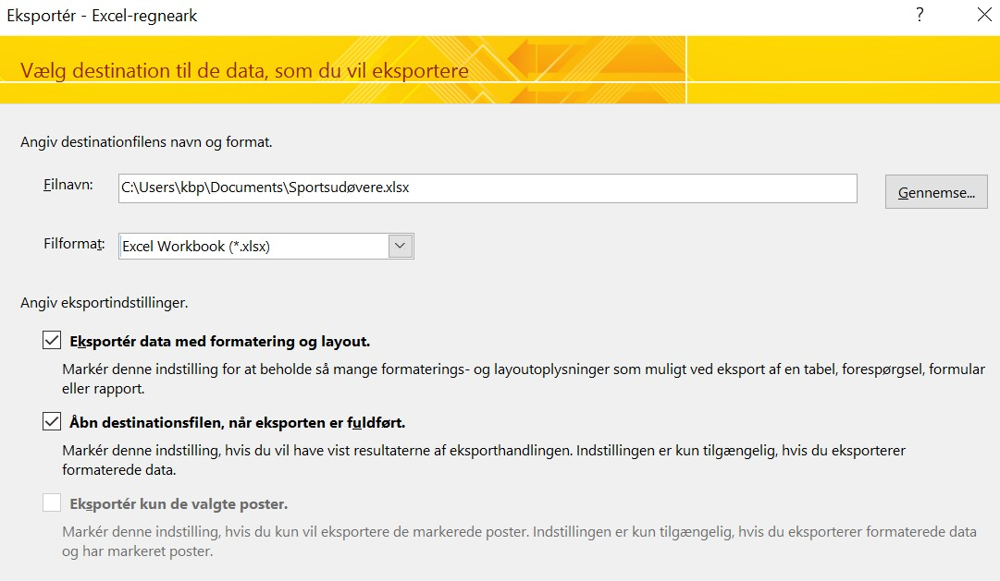 Eksportér - Excel-regneark
?
Vælg destination til de data, som du vil eksportere
Angiv destinationfilens navn og format.
Filnavn:
C:\Users\kbp\Documents\Sportsudøvere.xlsx
Gennemse...
Filformat:
Excel Workbook (*.xlsx)
Angiv eksportindstillinger.
Eksportér data med formatering og layout.
Markér denne indstilling for at beholde så mange formaterings- og layoutoplysninger som muligt ved eksport af en tabel, forespørgsel, formular
eller rapport.
Åbn destinationsfilen, når eksporten er fuldført.
Markér denne indstilling, hvis du vil have vist resultaterne af eksporthandlingen. Indstillingen er kun tilgængelig, hvis du eksporterer
formaterede data.
Eksportér kun de valgte poster.
Markér denne indstilling, hvis du kun vil eksportere de markerede poster. Indstillingen er kun tilgængelig, hvis du eksporterer formaterede data
og har markeret poster.